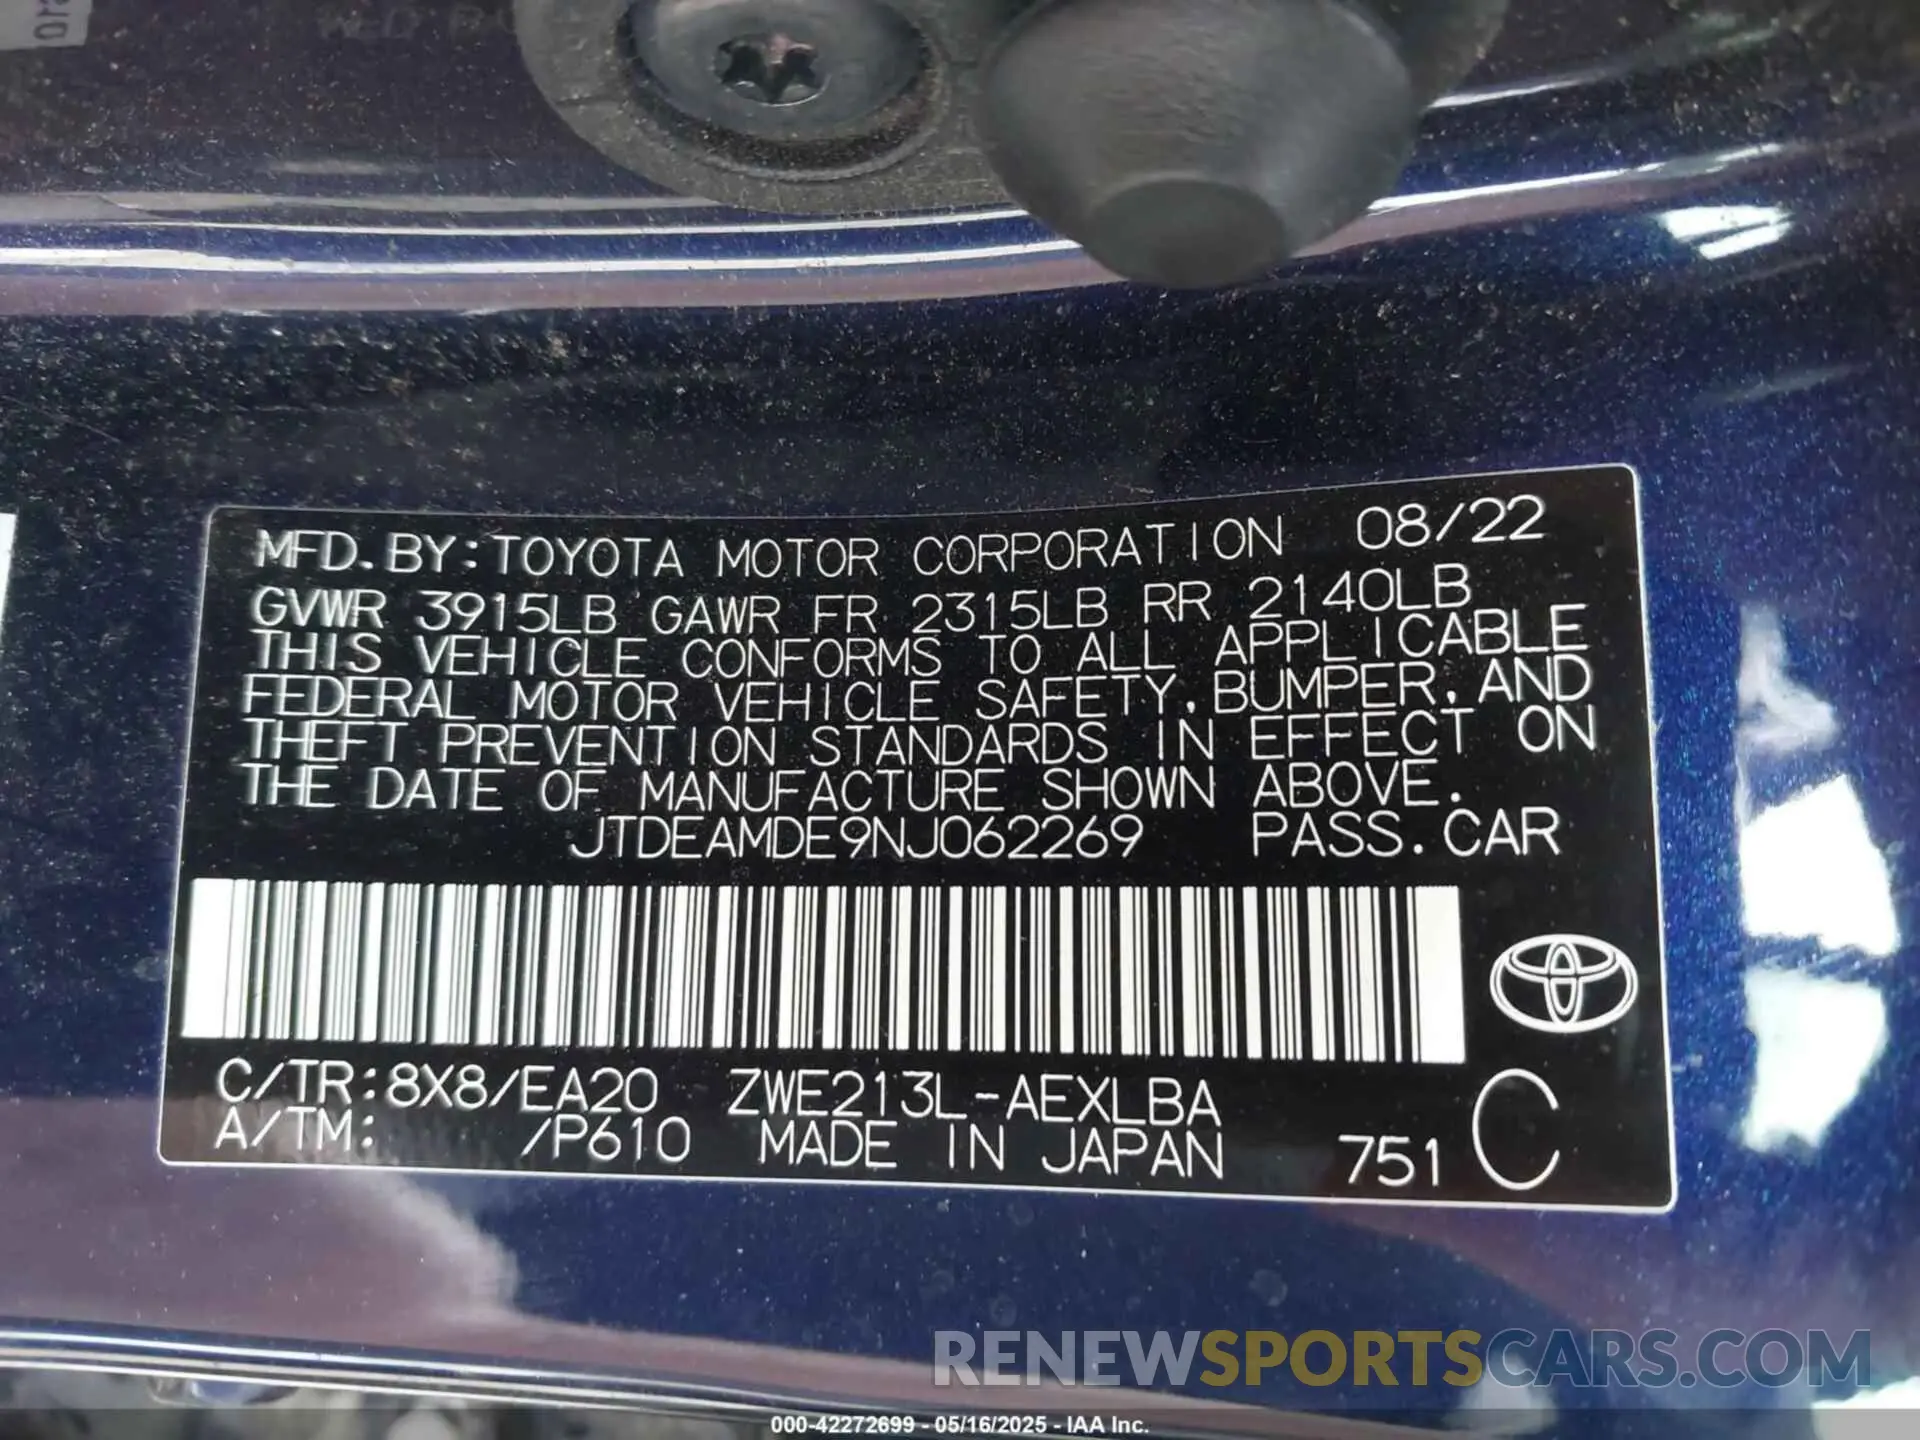 MFD.BY:TOYOTA MOTOR CORPORATION 08/22
GVWR 3915LB GAWR FR 2315LB RR 2140LB
THIS VEHICLE CONFORMS TO ALL APPLICABLE
FEDERAL MOTOR VEHICLE SAFETY, BUMPER, AND
THEFT PREVENTION STANDARDS IN EFFECT ON
THE DATE OF MANUFACTURE SHOWN ABOVE.
JTDEAMDE9NJ062269 PASS.CAR
C/TR:8X8/EA20 ZWE213L-AEXLBA
A/TM: /P610 MADE IN JAPAN 751 C
RENEWSPORTSCARS.COM
000-42272699 - 05/16/2025 - IAA Inc.